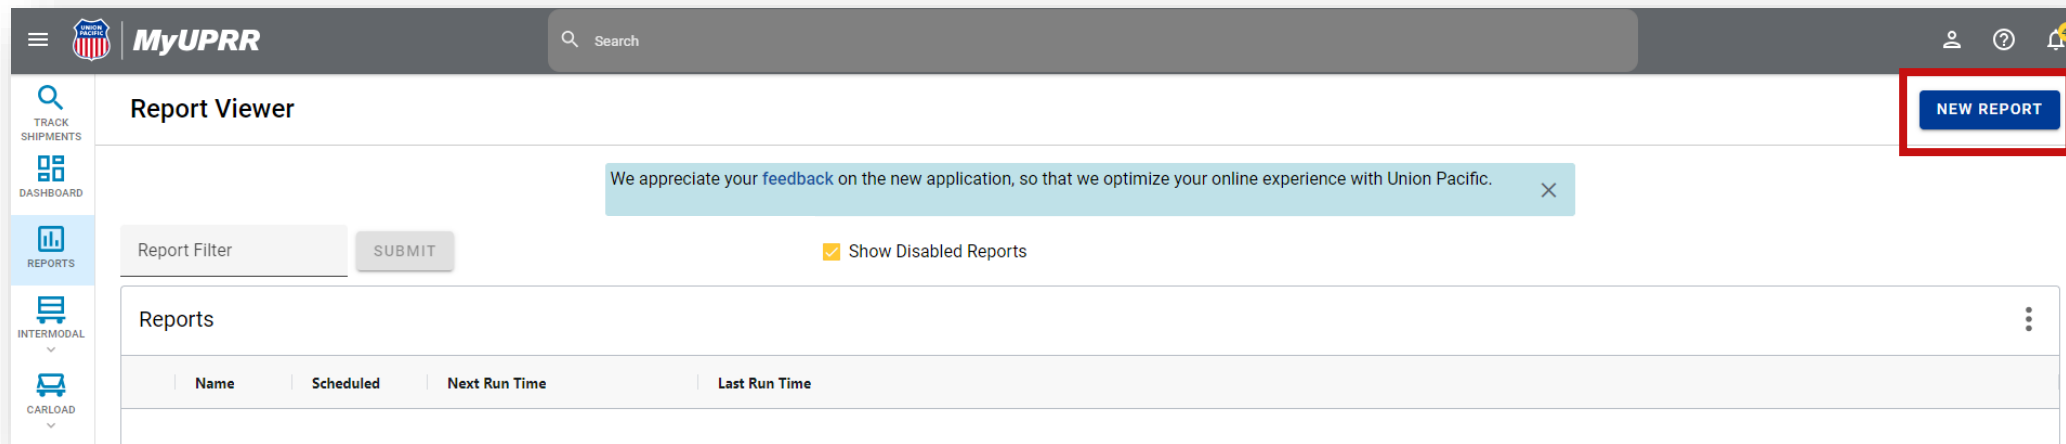 UNION
PACIFIC
MyUPRR
Search
TRACK
SHIPMENTS
DASHBOARD
REPORTS
INTERMODAL
CARLOAD
Report Viewer
NEW REPORT
We appreciate your feedback on the new application, so that we optimize your online experience with Union Pacific.
Report Filter
SUBMIT
Show Disabled Reports
Reports
Name Scheduled Next Run Time Last Run Time